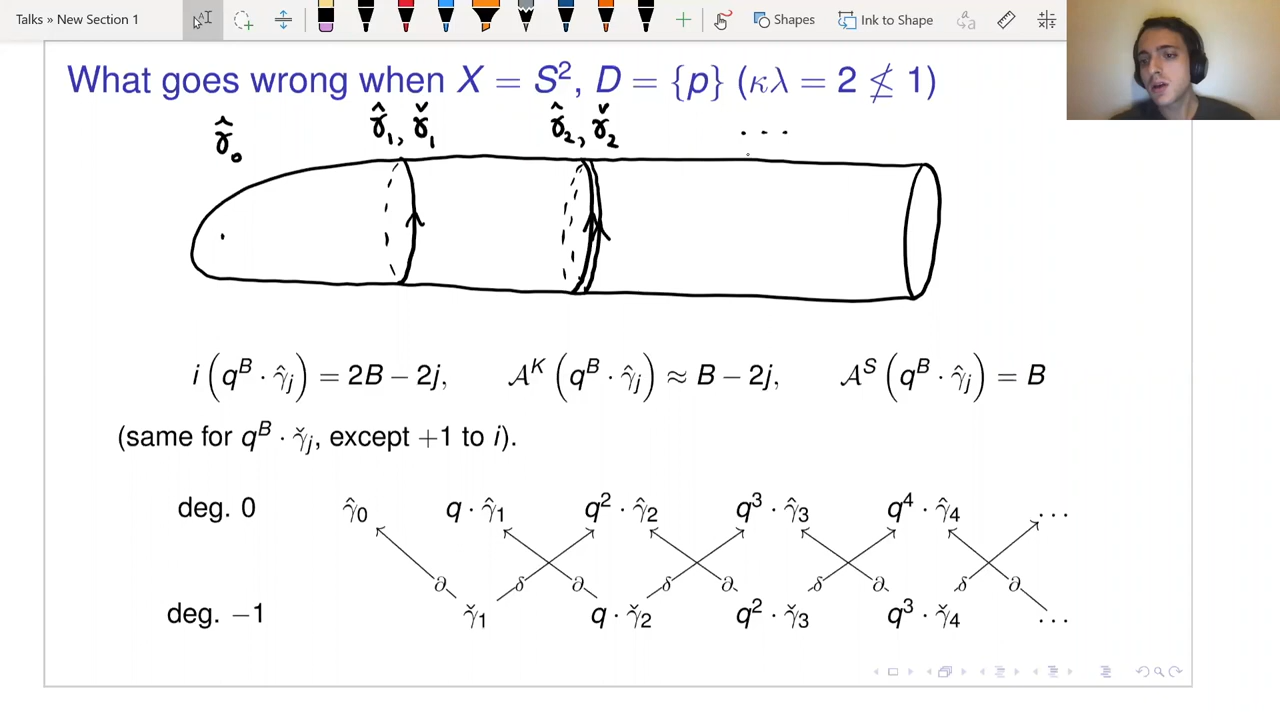 Talks » New Section 1
Shapes
Ink to Shape
What goes wrong when X = S², D = {p} (κλ = 2 ≰ 1)
γ̂₀
γ̂₁, γ̌₁
γ̂₂, γ̌₂
...
i(q^B · γ̂_j) = 2B − 2j, 𝒜^K(q^B · γ̂_j) ≈ B − 2j, 𝒜^S(q^B · γ̂_j) = B
(same for q^B · γ̌_j, except +1 to i).
deg. 0 γ̂₀ q · γ̂₁ q² · γ̂₂ q³ · γ̂₃ q⁴ · γ̂₄ ...
∂ δ ∂ δ ∂ δ ∂ δ ∂
deg. −1 γ̌₁ q · γ̌₂ q² · γ̌₃ q³ · γ̌₄ ...